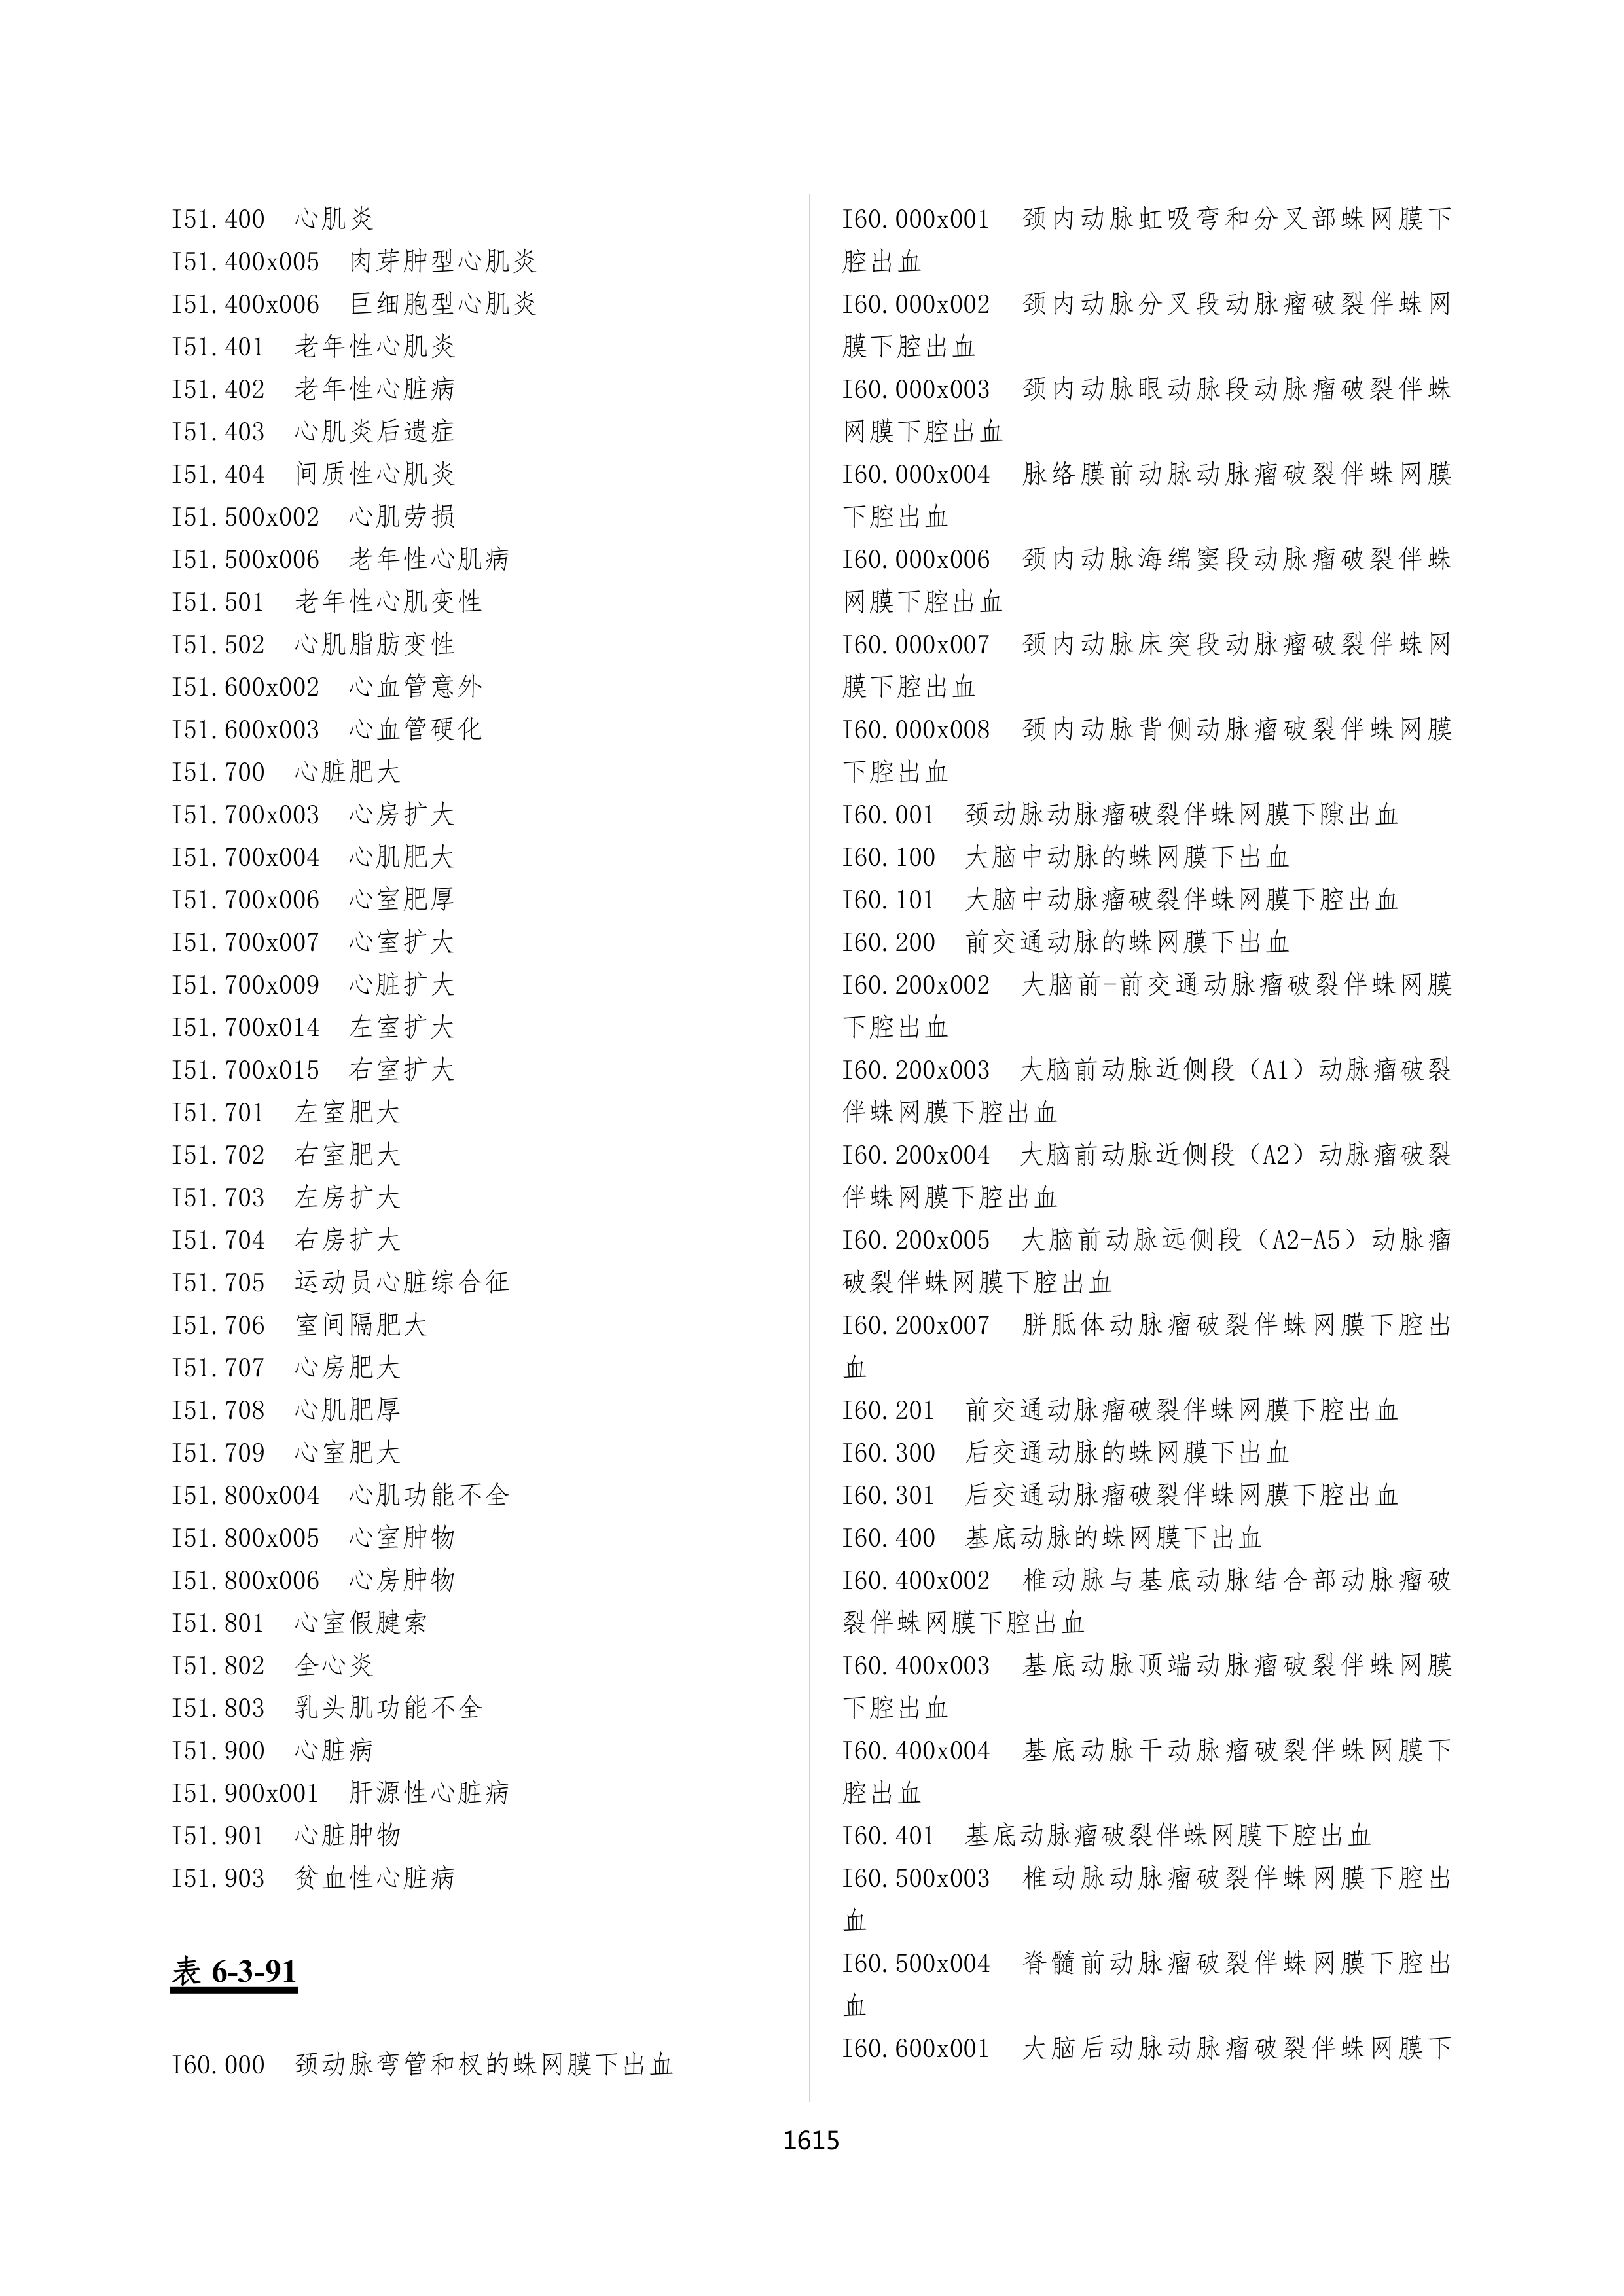 I51.400 心肌炎
I51.400x005 肉芽肿型心肌炎
I51.400x006 巨细胞型心肌炎
I51.401 老年性心肌炎
I51.402 老年性心脏病
I51.403 心肌炎后遗症
I51.404 间质性心肌炎
I51.500x002 心肌劳损
I51.500x006 老年性心肌病
I51.501 老年性心肌变性
I51.502 心肌脂肪变性
I51.600x002 心血管意外
I51.600x003 心血管硬化
I51.700 心脏肥大
I51.700x003 心房扩大
I51.700x004 心肌肥大
I51.700x006 心室肥厚
I51.700x007 心室扩大
I51.700x009 心脏扩大
I51.700x014 左室扩大
I51.700x015 右室扩大
I51.701 左室肥大
I51.702 右室肥大
I51.703 左房扩大
I51.704 右房扩大
I51.705 运动员心脏综合征
I51.706 室间隔肥大
I51.707 心房肥大
I51.708 心肌肥厚
I51.709 心室肥大
I51.800x004 心肌功能不全
I51.800x005 心室肿物
I51.800x006 心房肿物
I51.801 心室假腱索
I51.802 全心炎
I51.803 乳头肌功能不全
I51.900 心脏病
I51.900x001 肝源性心脏病
I51.901 心脏肿物
I51.903 贫血性心脏病
表 6-3-91
I60.000 颈动脉弯管和杈的蛛网膜下出血
I60.000x001 颈内动脉虹吸弯和分叉部蛛网膜下
腔出血
I60.000x002 颈内动脉分叉段动脉瘤破裂伴蛛网
膜下腔出血
I60.000x003 颈内动脉眼动脉段动脉瘤破裂伴蛛
网膜下腔出血
I60.000x004 脉络膜前动脉动脉瘤破裂伴蛛网膜
下腔出血
I60.000x006 颈内动脉海绵窦段动脉瘤破裂伴蛛
网膜下腔出血
I60.000x007 颈内动脉床突段动脉瘤破裂伴蛛网
膜下腔出血
I60.000x008 颈内动脉背侧动脉瘤破裂伴蛛网膜
下腔出血
I60.001 颈动脉动脉瘤破裂伴蛛网膜下隙出血
I60.100 大脑中动脉的蛛网膜下出血
I60.101 大脑中动脉瘤破裂伴蛛网膜下腔出血
I60.200 前交通动脉的蛛网膜下出血
I60.200x002 大脑前-前交通动脉瘤破裂伴蛛网膜
下腔出血
I60.200x003 大脑前动脉近侧段（A1）动脉瘤破裂
伴蛛网膜下腔出血
I60.200x004 大脑前动脉近侧段（A2）动脉瘤破裂
伴蛛网膜下腔出血
I60.200x005 大脑前动脉远侧段（A2-A5）动脉瘤
破裂伴蛛网膜下腔出血
I60.200x007 胼胝体动脉瘤破裂伴蛛网膜下腔出
血
I60.201 前交通动脉瘤破裂伴蛛网膜下腔出血
I60.300 后交通动脉的蛛网膜下出血
I60.301 后交通动脉瘤破裂伴蛛网膜下腔出血
I60.400 基底动脉的蛛网膜下出血
I60.400x002 椎动脉与基底动脉结合部动脉瘤破
裂伴蛛网膜下腔出血
I60.400x003 基底动脉顶端动脉瘤破裂伴蛛网膜
下腔出血
I60.400x004 基底动脉干动脉瘤破裂伴蛛网膜下
腔出血
I60.401 基底动脉瘤破裂伴蛛网膜下腔出血
I60.500x003 椎动脉动脉瘤破裂伴蛛网膜下腔出
血
I60.500x004 脊髓前动脉瘤破裂伴蛛网膜下腔出
血
I60.600x001 大脑后动脉动脉瘤破裂伴蛛网膜下
1615